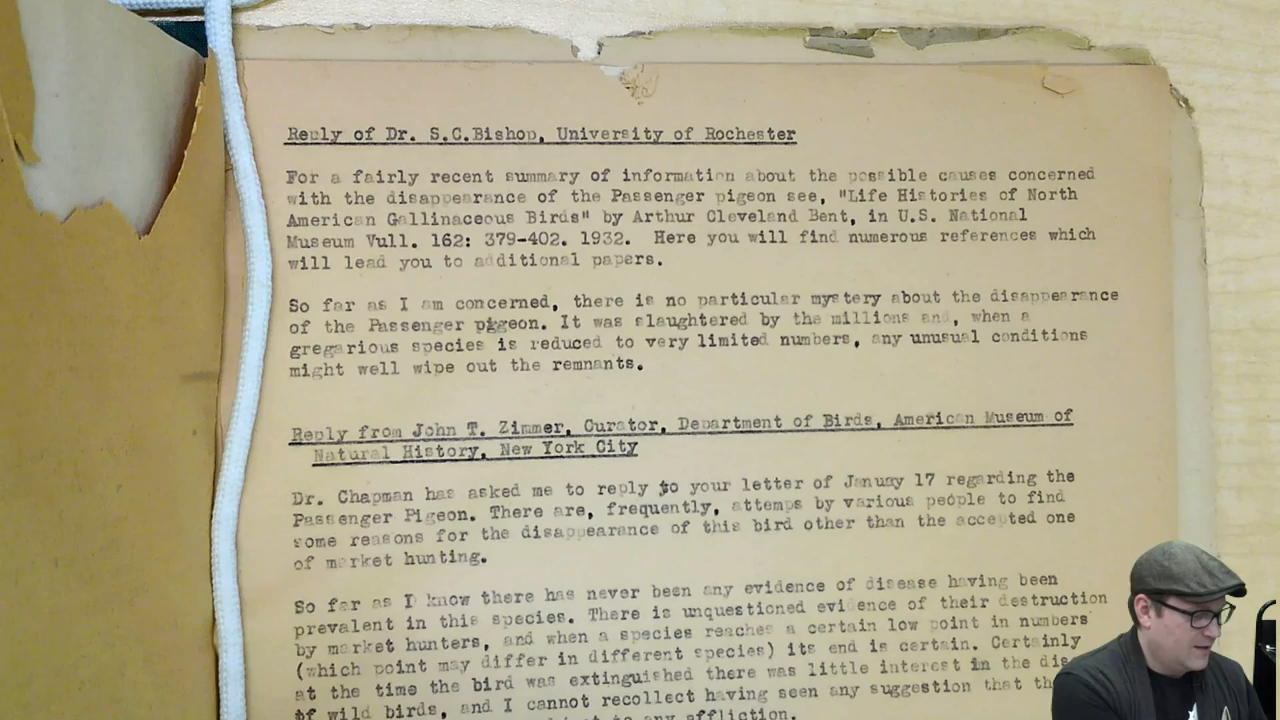 Reply of Dr. S.C.Bishop, University of Rochester
For a fairly recent summary of information about the possible causes concerned
with the disappearance of the Passenger pigeon see, "Life Histories of North
American Gallinaceous Birds" by Arthur Cleveland Bent, in U.S. National
Museum Vull. 162: 379-402. 1932. Here you will find numerous references which
will lead you to additional papers.
So far as I am concerned, there is no particular mystery about the disappearance
of the Passenger pigeon. It was slaughtered by the millions and, when a
gregarious species is reduced to very limited numbers, any unusual conditions
might well wipe out the remnants.
Reply from John T. Zimmer, Curator, Department of Birds, American Museum of
Natural History, New York City
Dr. Chapman has asked me to reply to your letter of Januay 17 regarding the
Passenger Pigeon. There are, frequently, attemps by various people to find
some reasons for the disappearance of this bird other than the accepted one
of market hunting.
So far as I know there has never been any evidence of disease having been
prevalent in this species. There is unquestioned evidence of their destruction
by market hunters, and when a species reaches a certain low point in numbers
(which point may differ in different species) its end is certain. Certainly
at the time the bird was extinguished there was little interest in the
of wild birds, and I cannot recollect having seen any suggestion that
to any affliction.